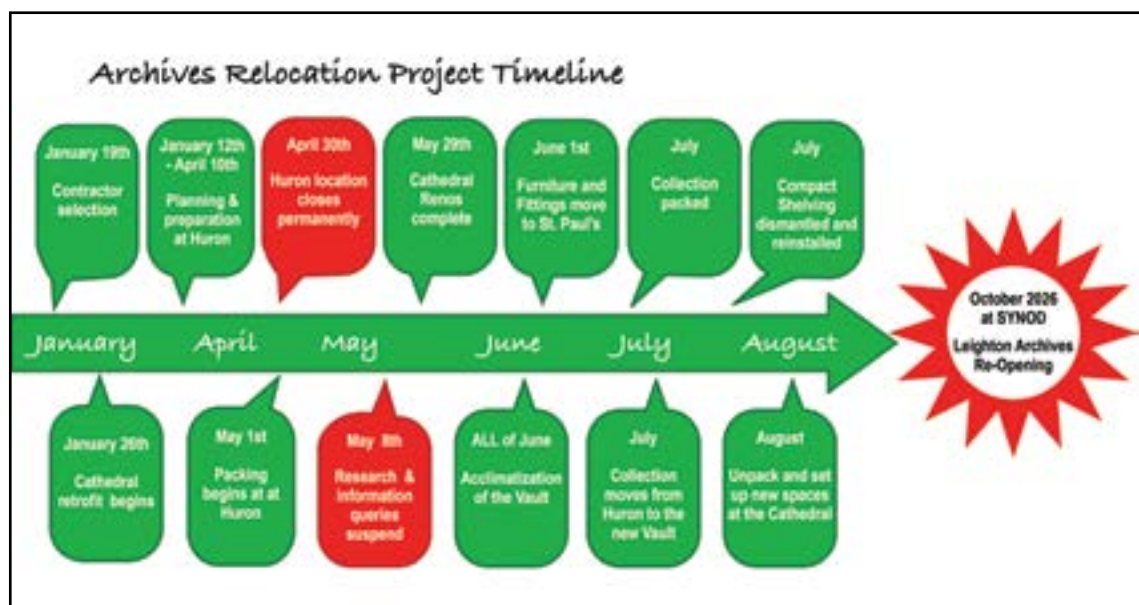 Archives Relocation Project Timeline
January 19th
Contractor
selection
January 12th
- April 10th
Planning &
preparation
at Huron
April 30th
Huron location
closes
permanently
May 29th
Cathedral
Renos
complete
June 1st
Furniture and
Fittings move
to St. Paul's
July
Collection
packed
July
Compact
Shelving
dismantled and
reinstalled
January
April
May
June
July
August
October 2026
at SYNOD
Leighton Archives
Re-Opening
January 26th
Cathedral
retrofit begins
May 1st
Packing
begins at at
Huron
May 8th
Research &
information
queries
suspend
ALL of June
Acclimatization
of the Vault
July
Collection
moves from
Huron to the
new Vault
August
Unpack and set
up new spaces
at the Cathedral